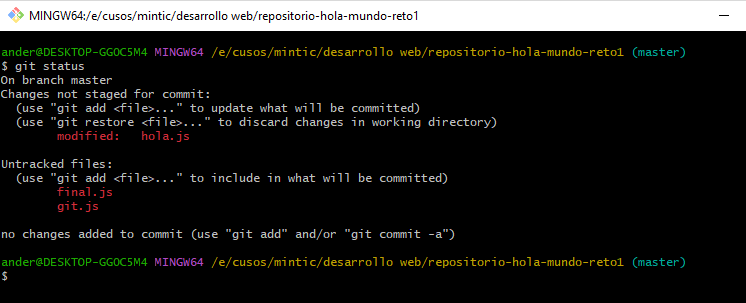 MINGW64:/e/cusos/mintic/desarrollo web/repositorio-hola-mundo-reto1
ander@DESKTOP-GGOC5M4 MINGW64 /e/cusos/mintic/desarrollo web/repositorio-hola-mundo-reto1 (master)
$ git status
On branch master
Changes not staged for commit:
  (use "git add <file>..." to update what will be committed)
  (use "git restore <file>..." to discard changes in working directory)
        modified:   hola.js

Untracked files:
  (use "git add <file>..." to include in what will be committed)
        final.js
        git.js

no changes added to commit (use "git add" and/or "git commit -a")

ander@DESKTOP-GGOC5M4 MINGW64 /e/cusos/mintic/desarrollo web/repositorio-hola-mundo-reto1 (master)
$